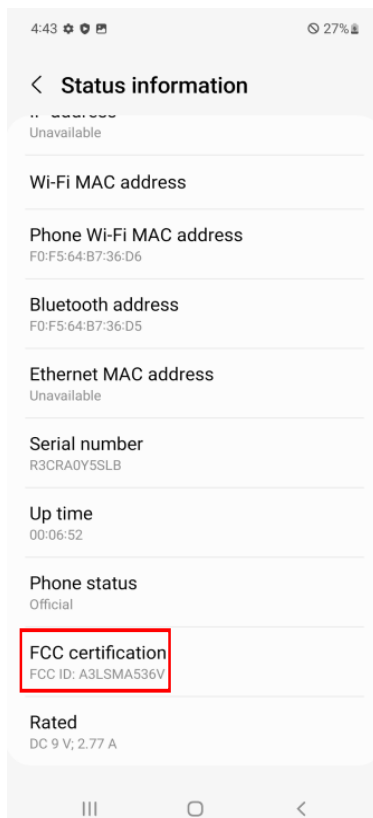 4:43 27%
Status information
Unavailable
Wi-Fi MAC address
Phone Wi-Fi MAC address
F0:F5:64:B7:36:D6
Bluetooth address
F0:F5:64:B7:36:D5
Ethernet MAC address
Unavailable
Serial number
R3CRA0Y5SLB
Up time
00:06:52
Phone status
Official
FCC certification
FCC ID: A3LSMA536V
Rated
DC 9 V; 2.77 A